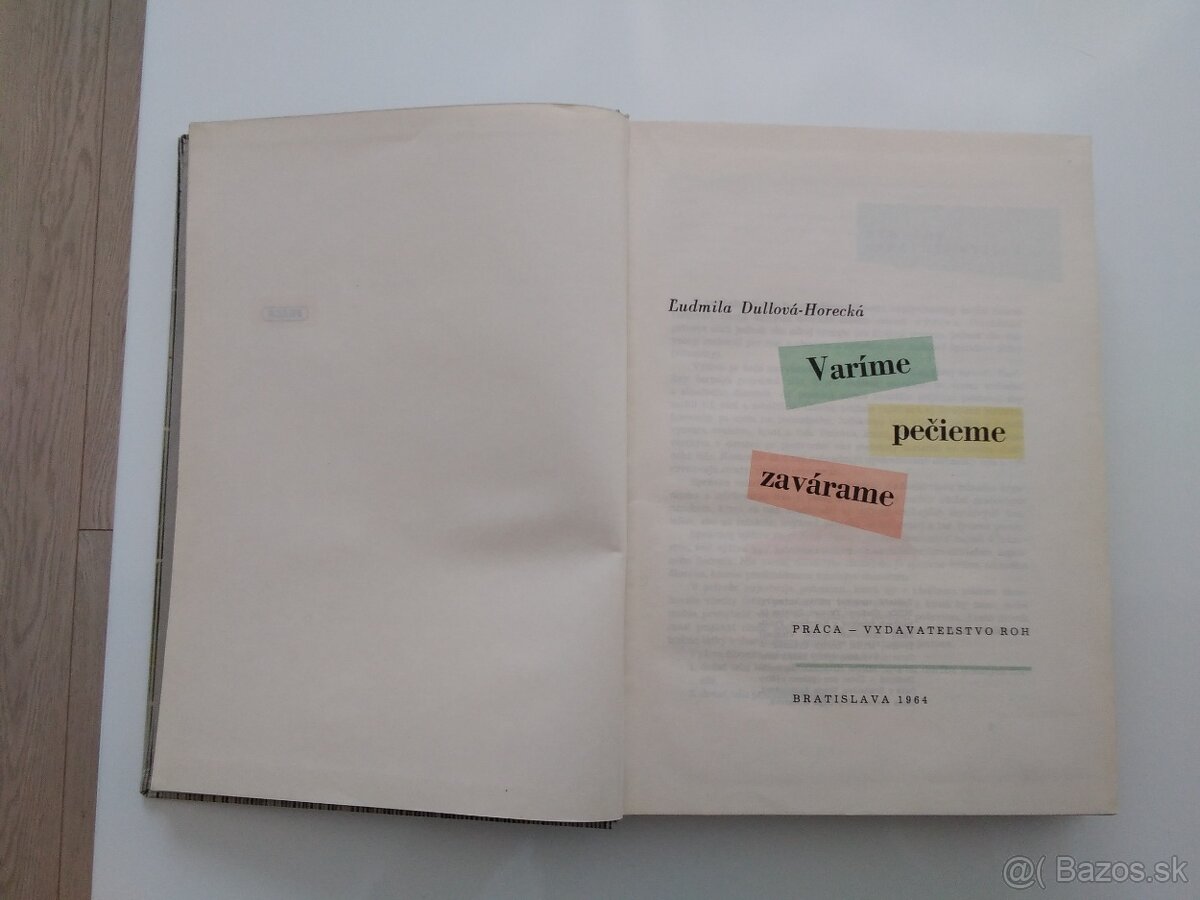 Ľudmila Dullová-Horecká
Varíme
pečieme
zavárame
PRÁCA – VYDAVATEĽSTVO ROH
BRATISLAVA 1964
@( Bazos.sk